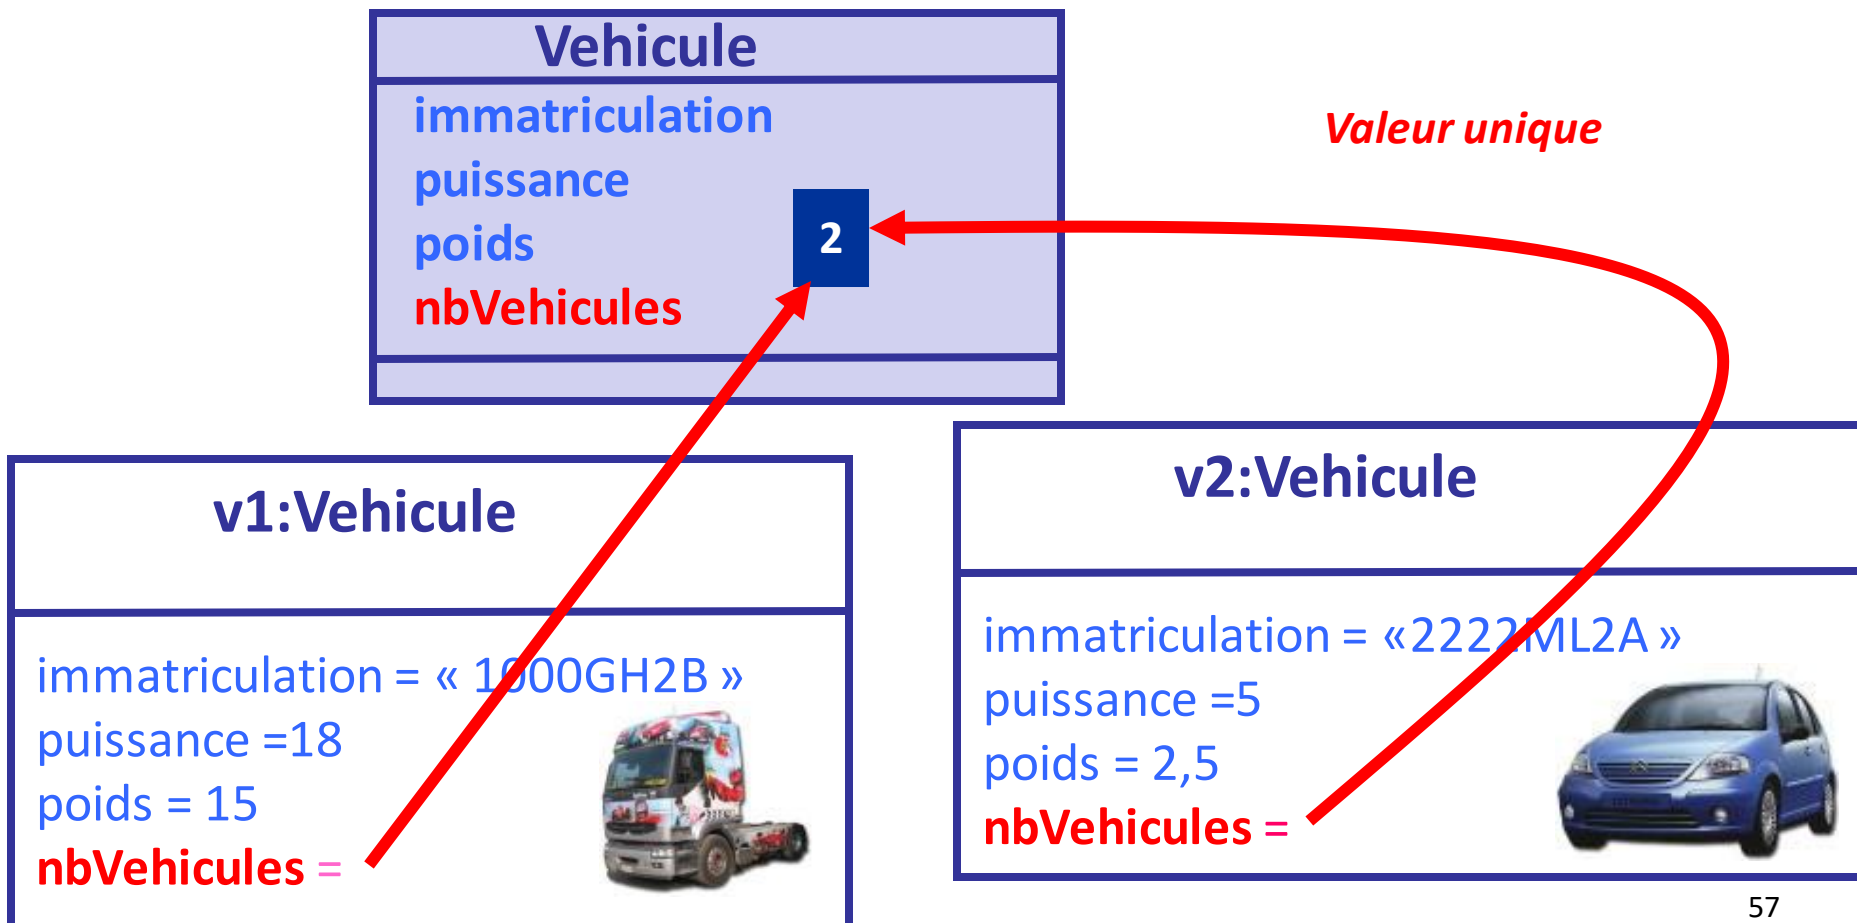 Vehicule
immatriculation
puissance
poids
nbVehicules
2
Valeur unique
v1:Vehicule
immatriculation = « 1000GH2B »
puissance =18
poids = 15
nbVehicules =
v2:Vehicule
immatriculation = «2222ML2A »
puissance =5
poids = 2,5
nbVehicules =
57